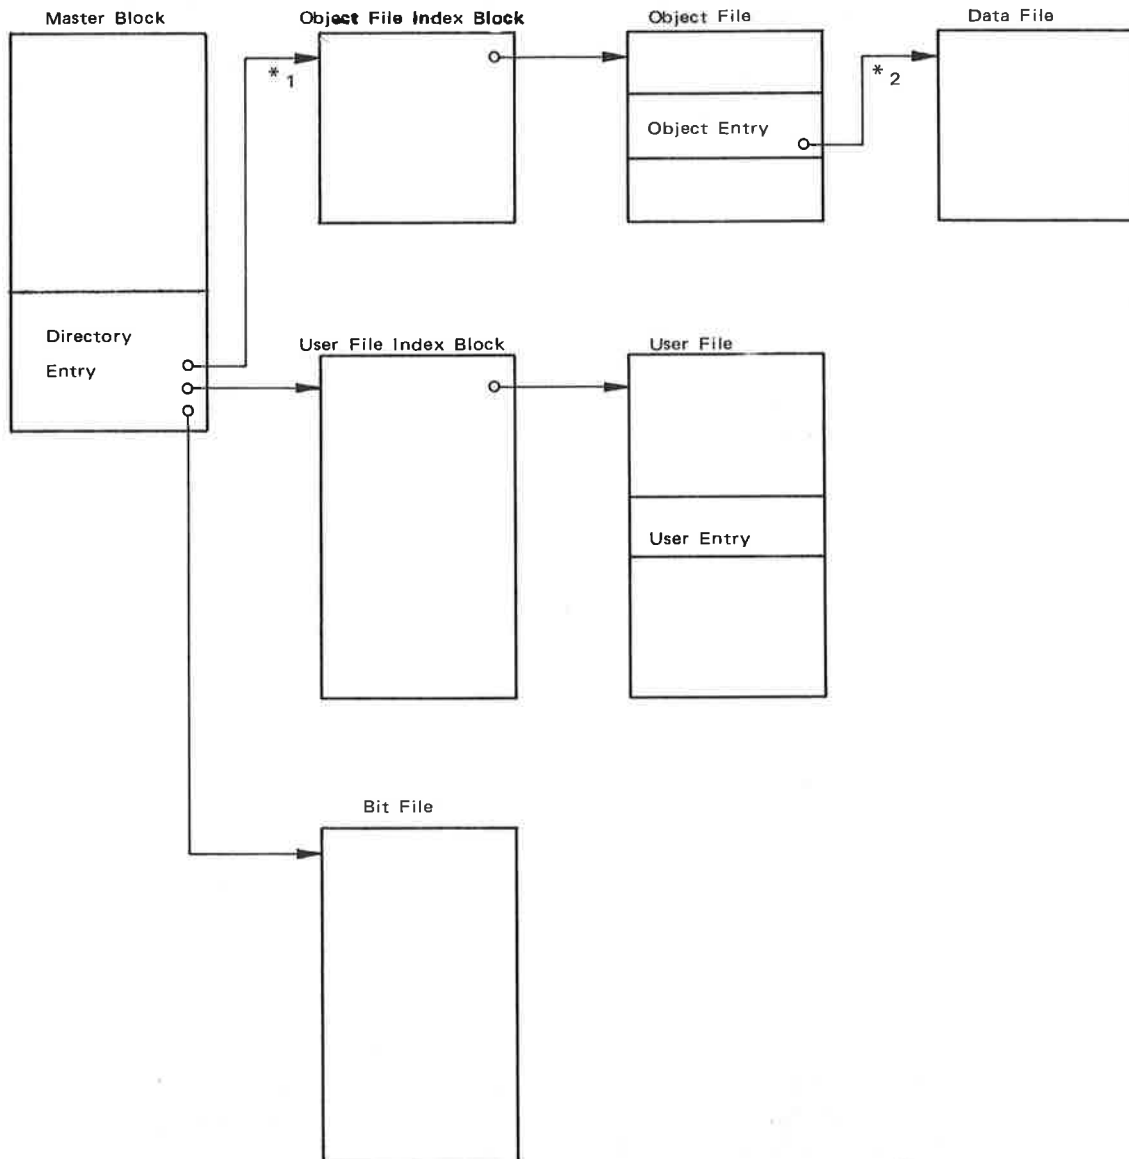 Master Block
Object File Index Block
Object File
Data File
*1
*2
Object Entry
Directory
Entry
User File Index Block
User File
User Entry
Bit File